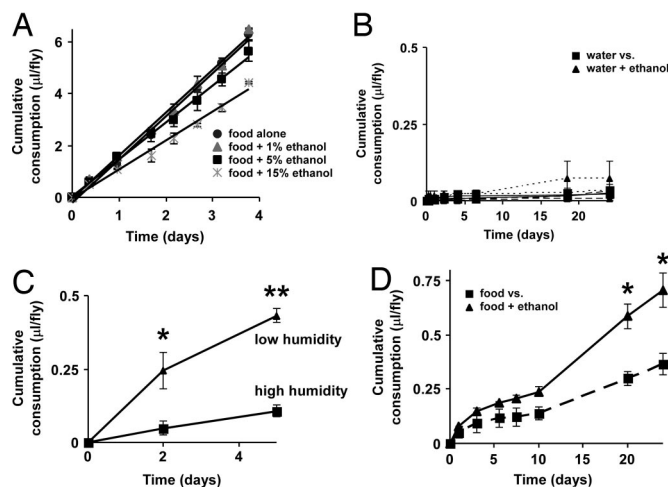 A
Cumulative
consumption (µl/fly)
6
4
2
0
0
1
2
3
4
Time (days)
food alone
food + 1% ethanol
food + 5% ethanol
food + 15% ethanol
B
Cumulative
consumption (µl/fly)
0.5
0.25
0
0
5
10
15
20
Time (days)
water vs.
water + ethanol
C
Cumulative
consumption (µl/fly)
0.5
0.25
0
0
2
4
Time (days)
*
**
low humidity
high humidity
D
Cumulative
consumption (µl/fly)
0.75
0.5
0.25
0
0
5
10
15
20
Time (days)
food vs.
food + ethanol
*
*